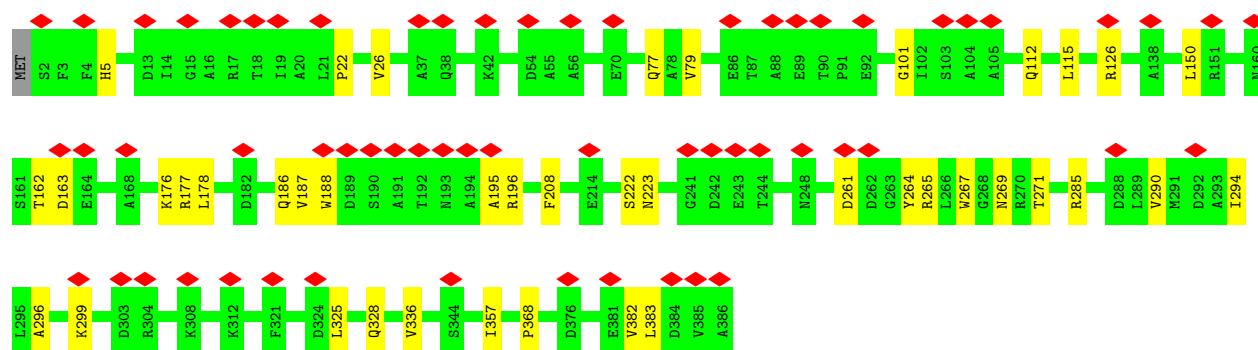 MET S2 F3 F4 H5 D13 I14 G15 A16 R17 T18 I19 A20 L21 P22 V26 A37 Q38 K42 D54 A55 A56 E70 Q77 A78 V79 E86 T87 A88 E89 T90 P91 E92 G101 I102 S103 A104 A105 Q112 L115 R126 A138 L150 R151 N160
S161 T162 D163 E164 A168 K176 R177 L178 D182 Q186 V187 W188 D189 S190 A191 T192 N193 A194 A195 R196 F208 E214 S222 N223 G241 D242 E243 T244 N248 D261 D262 G263 Y264 R265 L266 W267 G268 N269 R270 T271 R285 D288 L289 V290 M291 D292 A293 I294
L295 A296 K299 D303 R304 K308 K312 F321 D324 L325 Q328 V336 S344 I357 P368 D376 E381 V382 L383 D384 V385 A386